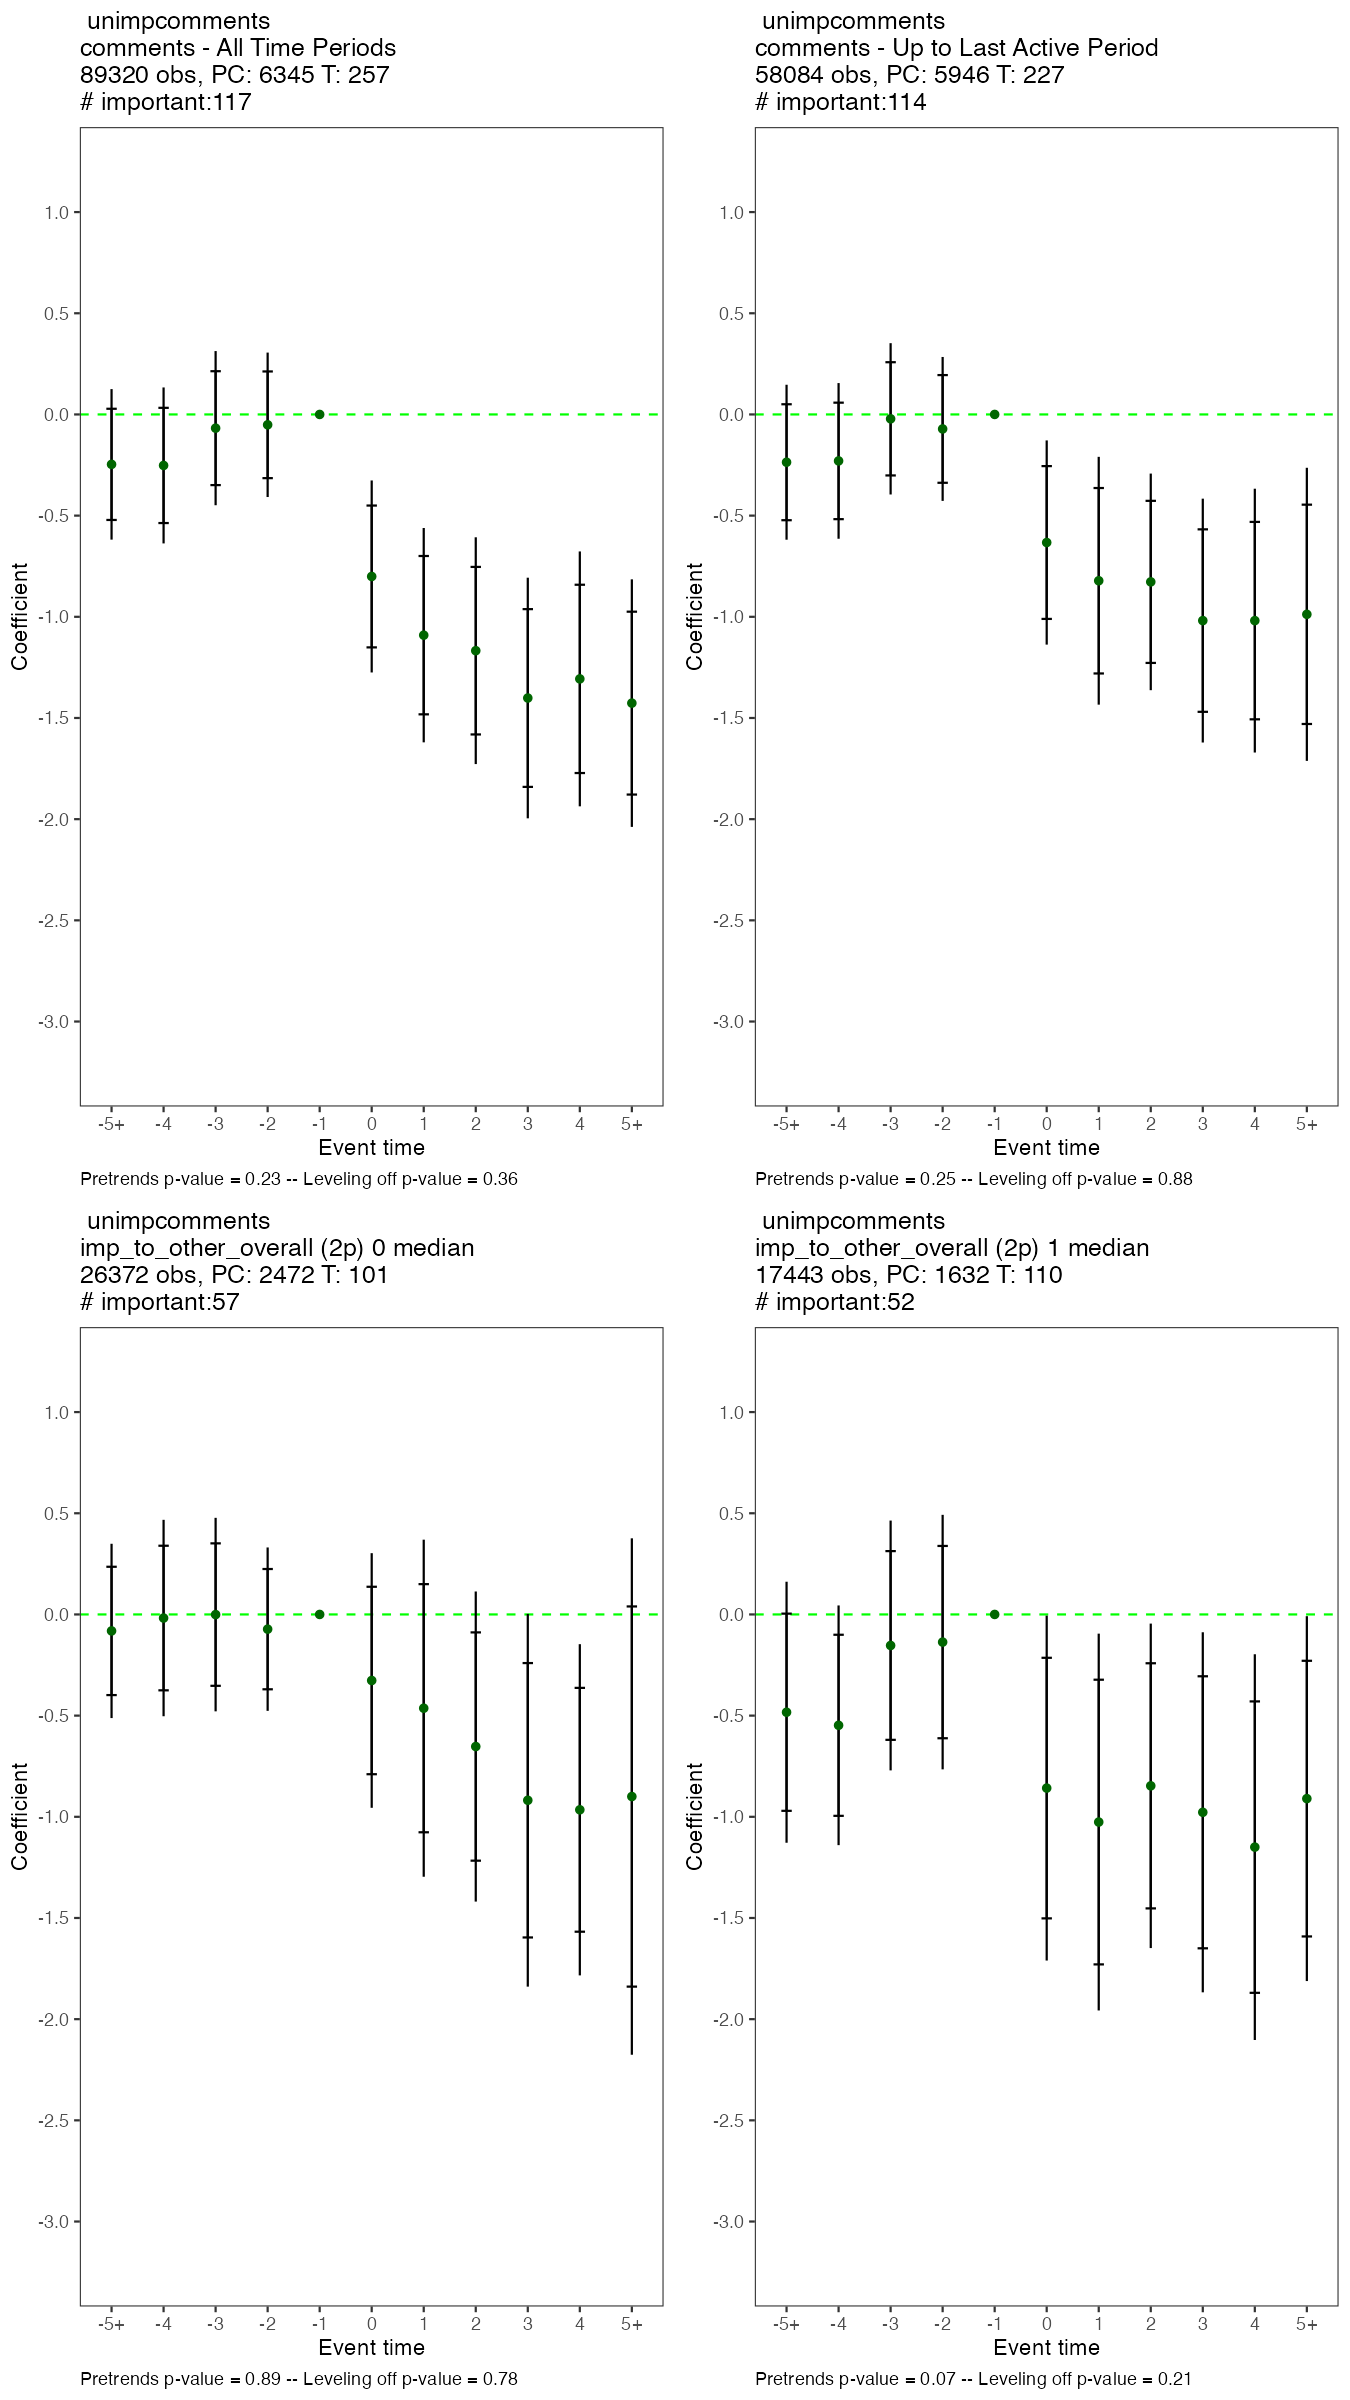 unimpcomments
comments - All Time Periods
89320 obs, PC: 6345 T: 257
# important:117
1.0
0.5
0.0
-0.5
-1.0
-1.5
-2.0
-2.5
-3.0
Coefficient
-5+ -4 -3 -2 -1 0 1 2 3 4 5+
Event time
Pretrends p-value = 0.23 -- Leveling off p-value = 0.36
unimpcomments
comments - Up to Last Active Period
58084 obs, PC: 5946 T: 227
# important:114
1.0
0.5
0.0
-0.5
-1.0
-1.5
-2.0
-2.5
-3.0
Coefficient
-5+ -4 -3 -2 -1 0 1 2 3 4 5+
Event time
Pretrends p-value = 0.25 -- Leveling off p-value = 0.88
unimpcomments
imp_to_other_overall (2p) 0 median
26372 obs, PC: 2472 T: 101
# important:57
1.0
0.5
0.0
-0.5
-1.0
-1.5
-2.0
-2.5
-3.0
Coefficient
-5+ -4 -3 -2 -1 0 1 2 3 4 5+
Event time
Pretrends p-value = 0.89 -- Leveling off p-value = 0.78
unimpcomments
imp_to_other_overall (2p) 1 median
17443 obs, PC: 1632 T: 110
# important:52
1.0
0.5
0.0
-0.5
-1.0
-1.5
-2.0
-2.5
-3.0
Coefficient
-5+ -4 -3 -2 -1 0 1 2 3 4 5+
Event time
Pretrends p-value = 0.07 -- Leveling off p-value = 0.21